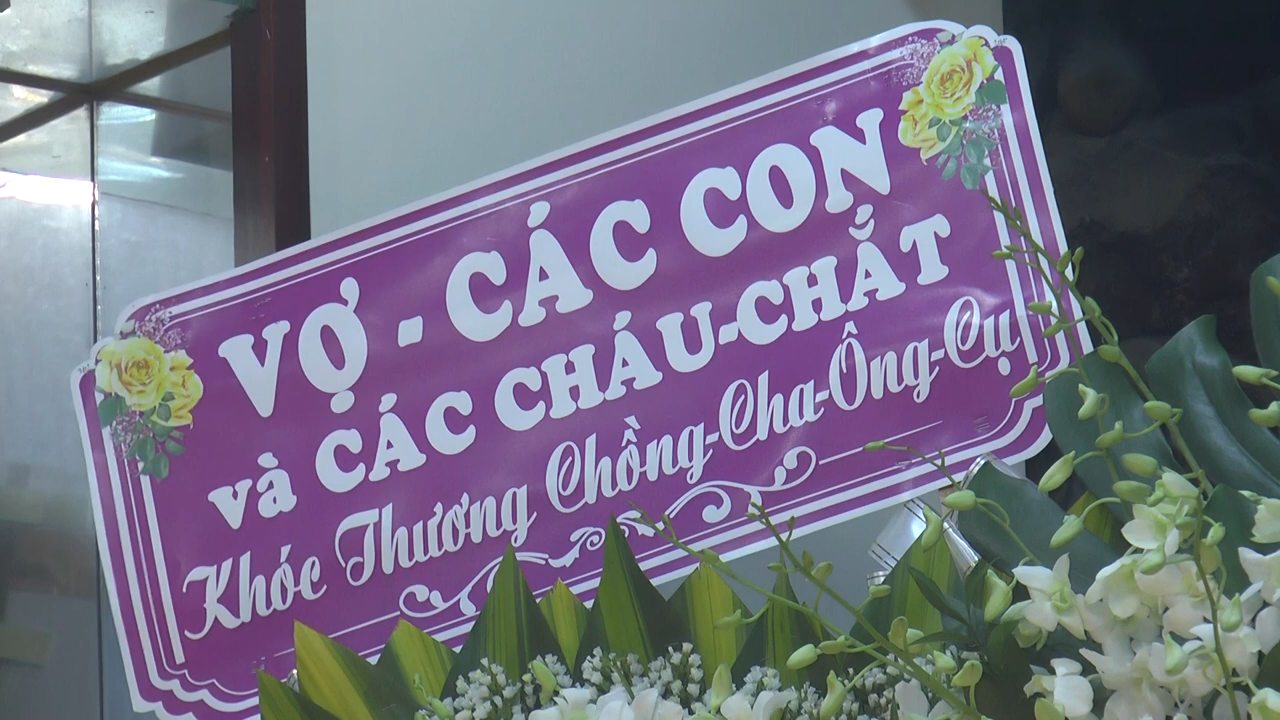 VỢ - CÁC CON
và CÁC CHÁU-CHẮT
Khóc Thương Chồng-Cha-Ông-Cụ